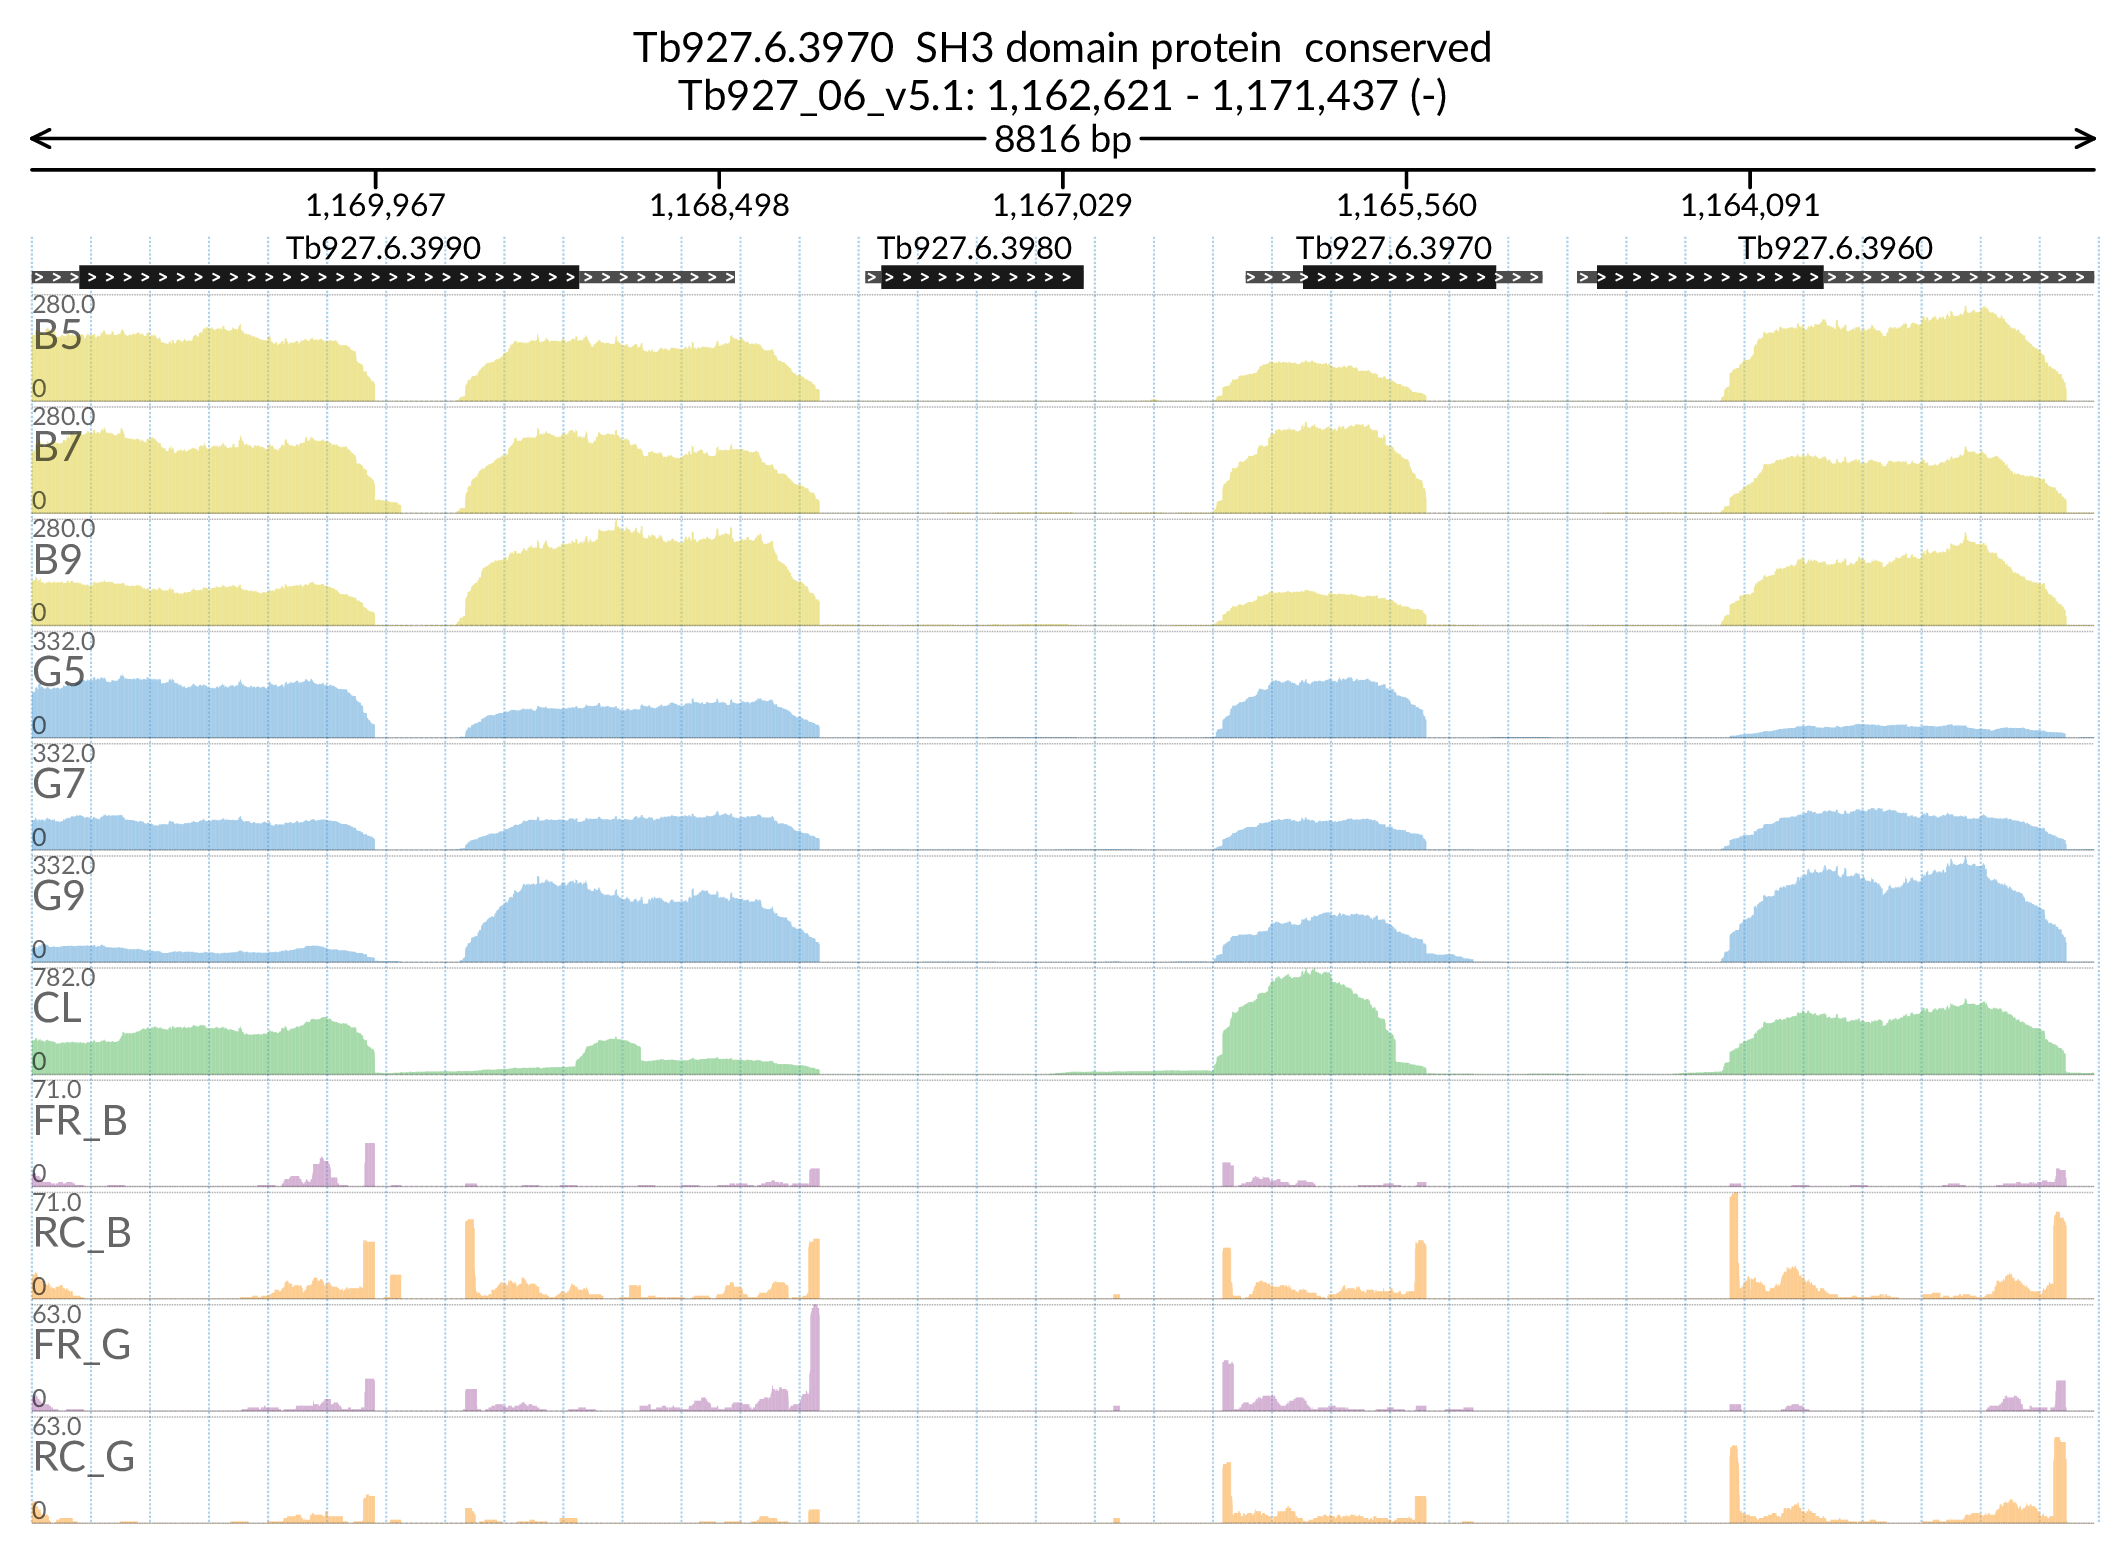 Tb927.6.3970  SH3 domain protein  conserved
Tb927_06_v5.1: 1,162,621 - 1,171,437 (-)
8816 bp
1,169,967 1,168,498 1,167,029 1,165,560 1,164,091
Tb927.6.3990 Tb927.6.3980 Tb927.6.3970 Tb927.6.3960
280.0
B5
0
280.0
B7
0
280.0
B9
0
332.0
G5
0
332.0
G7
0
332.0
G9
0
782.0
CL
0
71.0
FR_B
0
71.0
RC_B
0
63.0
FR_G
0
63.0
RC_G
0